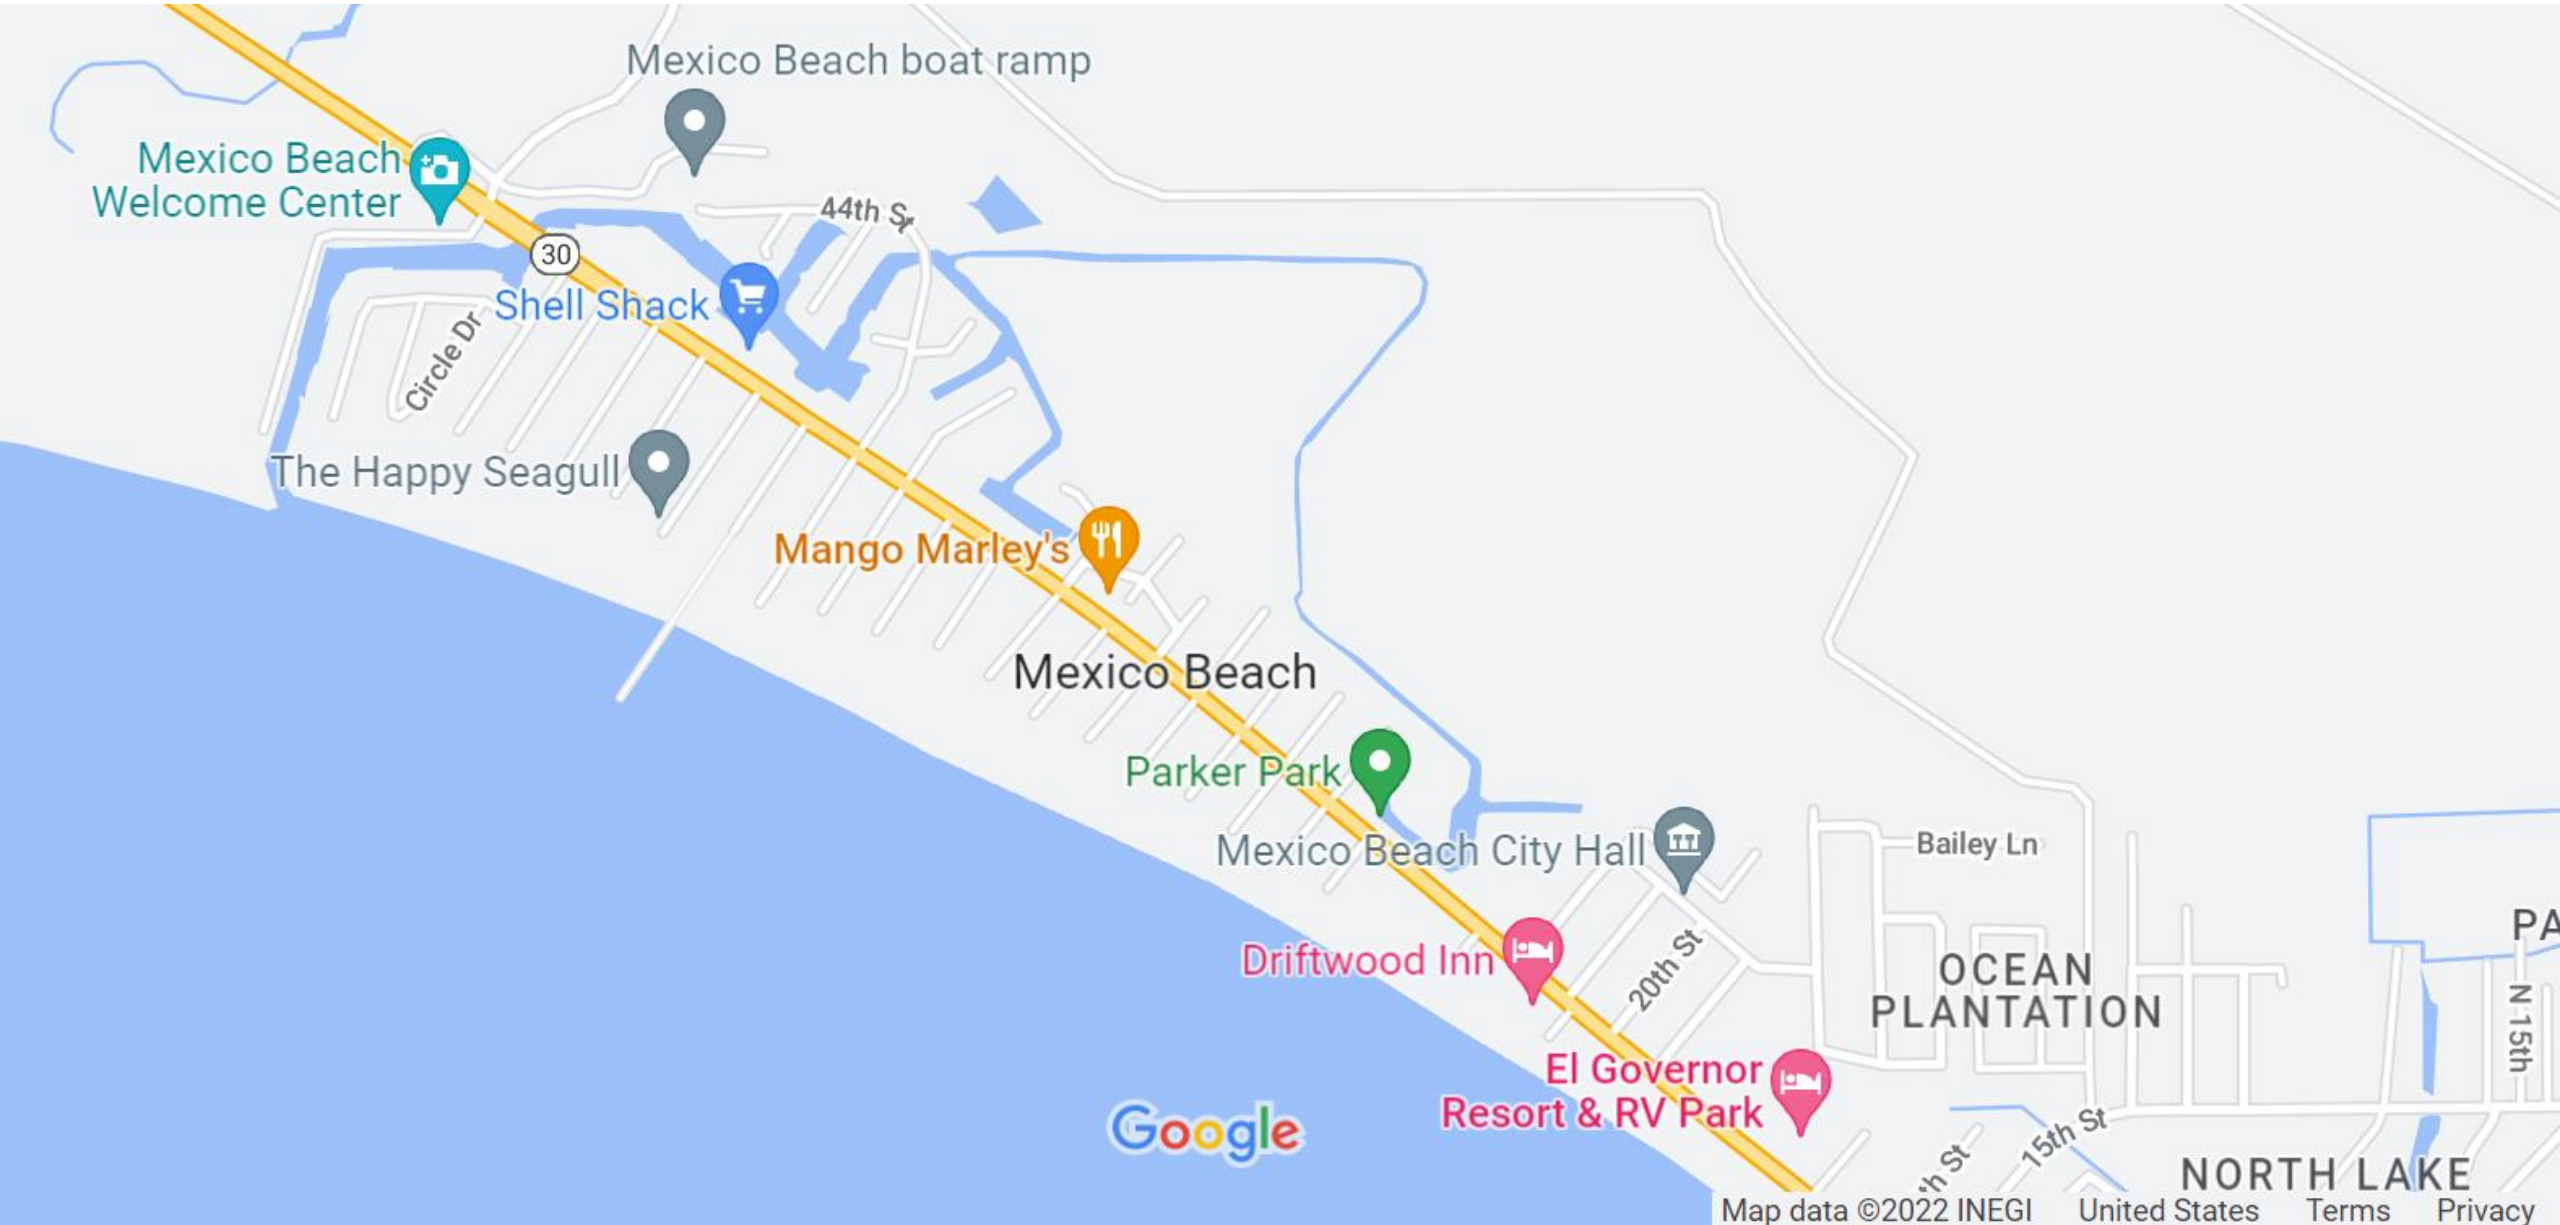 Mexico Beach boat ramp
Mexico Beach
Welcome Center
44th St
30
Shell Shack
Circle Dr
The Happy Seagull
Mango Marley's
Mexico Beach
Parker Park
Mexico Beach City Hall
Bailey Ln
PA
Driftwood Inn
20th St
OCEAN
PLANTATION
N 15th
El Governor
Resort & RV Park
Google
15th St
th St
NORTH LAKE
Map data ©2022 INEGI United States Terms Privacy